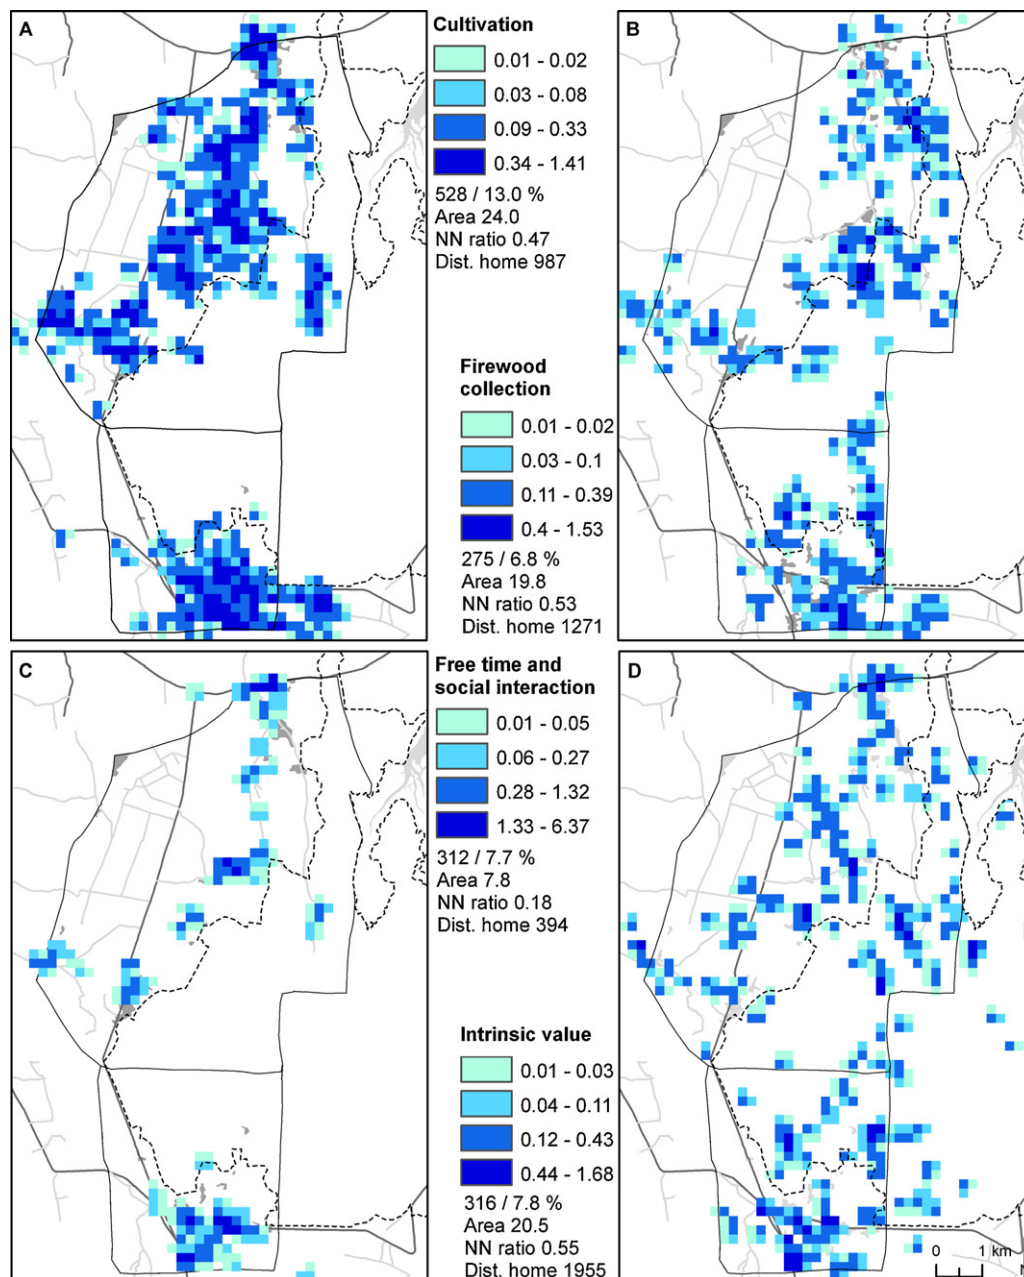 A
Cultivation
0.01 - 0.02
0.03 - 0.08
0.09 - 0.33
0.34 - 1.41
528 / 13.0 %
Area 24.0
NN ratio 0.47
Dist. home 987
B
Firewood
collection
0.01 - 0.02
0.03 - 0.1
0.11 - 0.39
0.4 - 1.53
275 / 6.8 %
Area 19.8
NN ratio 0.53
Dist. home 1271
C
Free time and
social interaction
0.01 - 0.05
0.06 - 0.27
0.28 - 1.32
1.33 - 6.37
312 / 7.7 %
Area 7.8
NN ratio 0.18
Dist. home 394
D
Intrinsic value
0.01 - 0.03
0.04 - 0.11
0.12 - 0.43
0.44 - 1.68
316 / 7.8 %
Area 20.5
NN ratio 0.55
Dist. home 1955
0 1 km